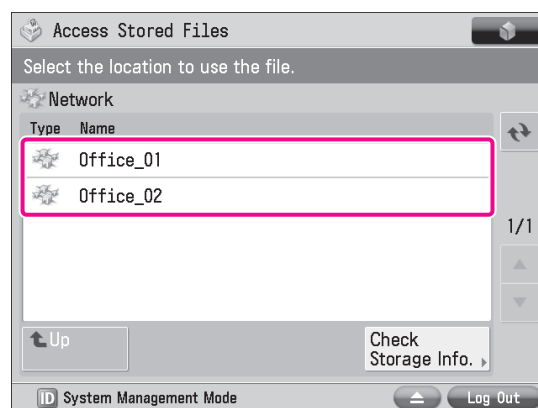 Access Stored Files
Select the location to use the file.
Network
Type Name
Office_01
Office_02
1/1
Up
Check
Storage Info.
ID System Management Mode
Log Out